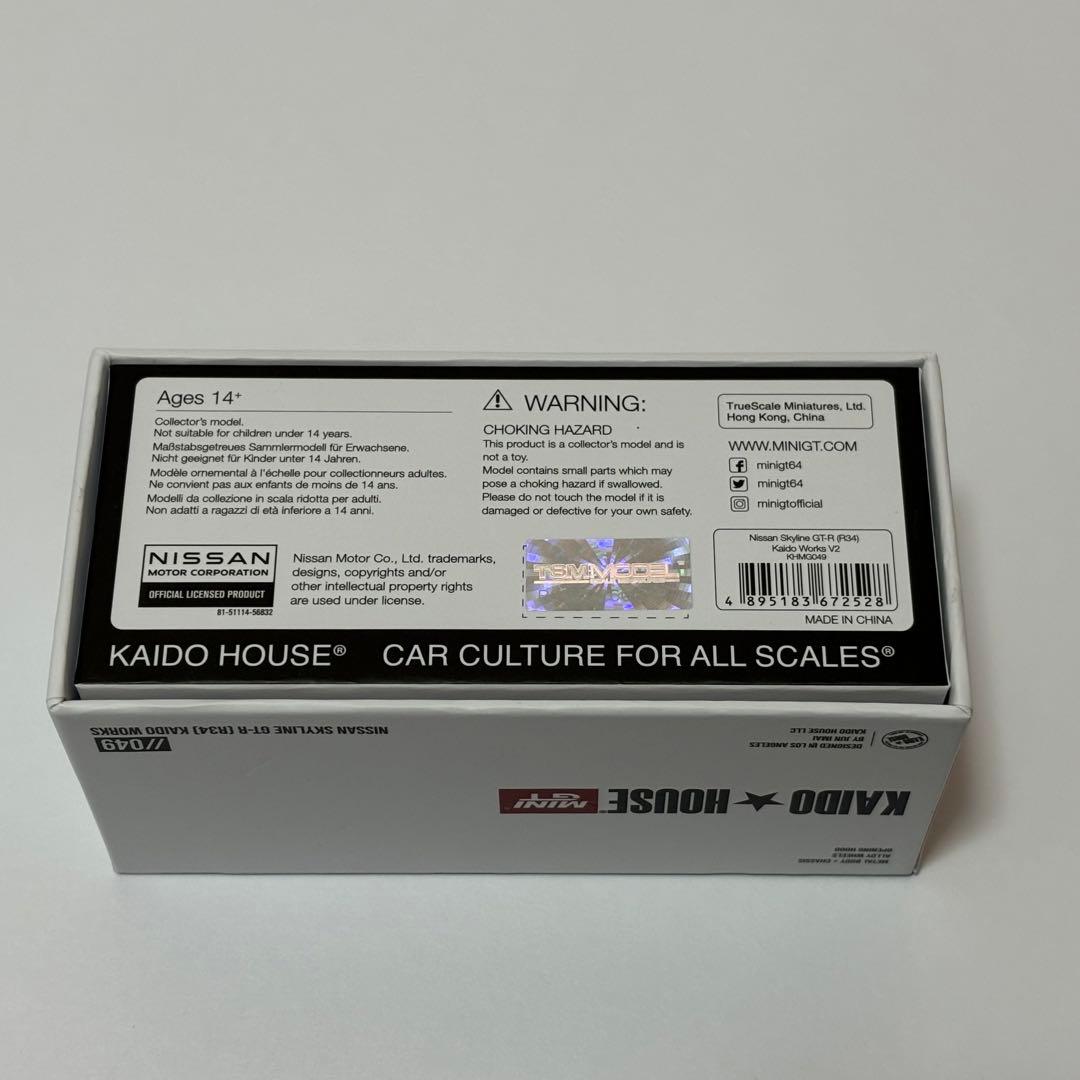 Ages 14+
Collector's model.
Not suitable for children under 14 years.
Maßstabsgetreues Sammlermodell für Erwachsene.
Nicht geeignet für Kinder unter 14 Jahren.
Modèle ornemental à l'échelle pour collectionneurs adultes.
Ne convient pas aux enfants de moins de 14 ans.
Modelli da collezione in scala ridotta per adulti.
Non adatti a ragazzi di età inferiore a 14 anni.
WARNING:
CHOKING HAZARD
This product is a collector's model and is
not a toy.
Model contains small parts which may
pose a choking hazard if swallowed.
Please do not touch the model if it is
damaged or defective for your own safety.
TrueScale Miniatures, Ltd.
Hong Kong, China
WWW.MINIGT.COM
minigt64
minigt64
minigtofficial
NISSAN
MOTOR CORPORATION
OFFICIAL LICENSED PRODUCT
81-51114-56832
Nissan Motor Co., Ltd. trademarks,
designs, copyrights and/or
other intellectual property rights
are used under license.
TSM-MODEL
Nissan Skyline GT-R (R34)
Kaido Works V2
KHMG049
4 895183 672528
MADE IN CHINA
KAIDO HOUSE® CAR CULTURE FOR ALL SCALES®
METAL BODY + CHASSIS
ALLOY WHEELS
OPENING HOOD
KAIDO★HOUSE MINI GT
DESIGNED IN LOS ANGELES
BY JUN IMAI
KAIDO HOUSE LLC
//049
NISSAN SKYLINE GT-R (R34) KAIDO WORKS